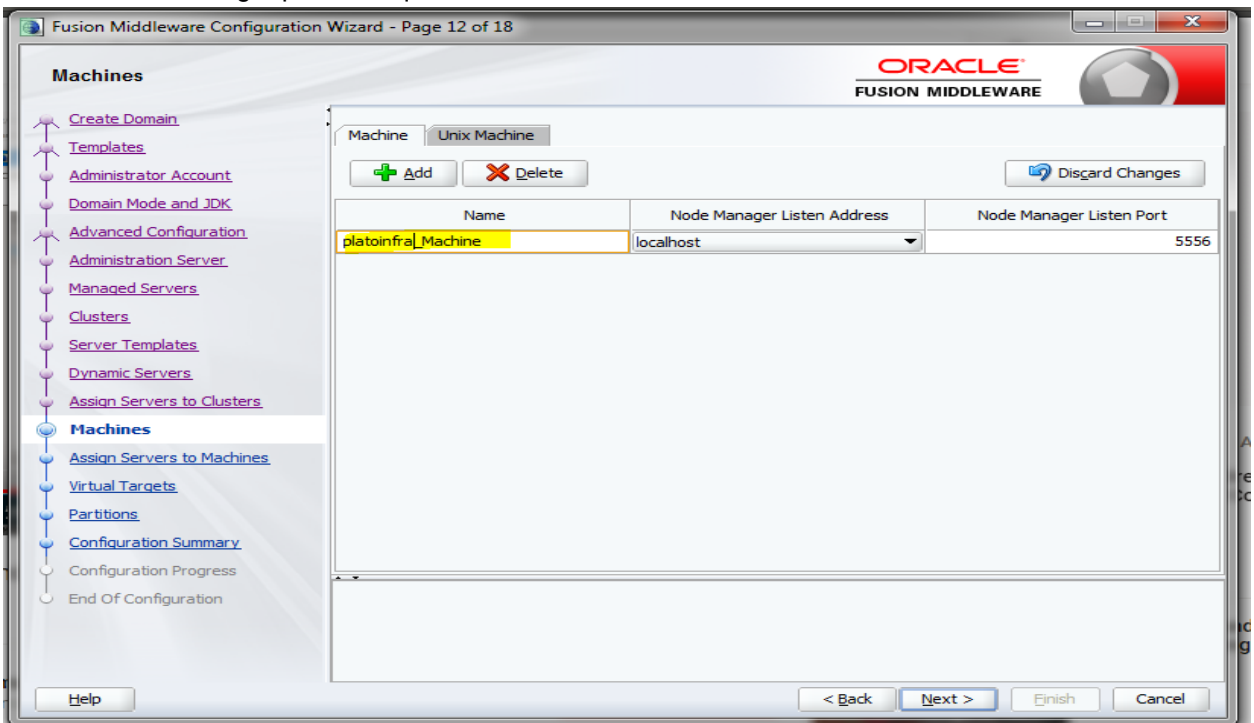 Fusion Middleware Configuration Wizard - Page 12 of 18
Machines
ORACLE
FUSION MIDDLEWARE
Create Domain
Templates
Administrator Account
Domain Mode and JDK
Advanced Configuration
Administration Server
Managed Servers
Clusters
Server Templates
Dynamic Servers
Assign Servers to Clusters
Machines
Assign Servers to Machines
Virtual Targets
Partitions
Configuration Summary
Configuration Progress
End Of Configuration
Machine Unix Machine
Add Delete Discard Changes
Name Node Manager Listen Address Node Manager Listen Port
platoinfra_Machine localhost 5556
Help < Back Next > Finish Cancel